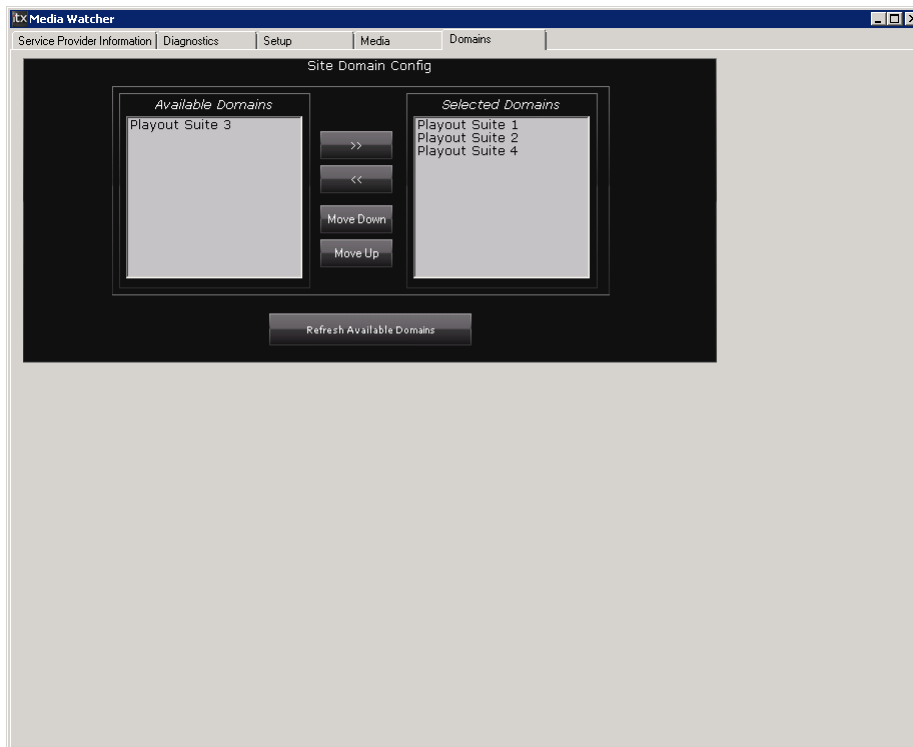 itx Media Watcher
Service Provider Information Diagnostics Setup Media Domains
Site Domain Config
Available Domains
Playout Suite 3
>>
<<
Move Down
Move Up
Selected Domains
Playout Suite 1
Playout Suite 2
Playout Suite 4
Refresh Available Domains